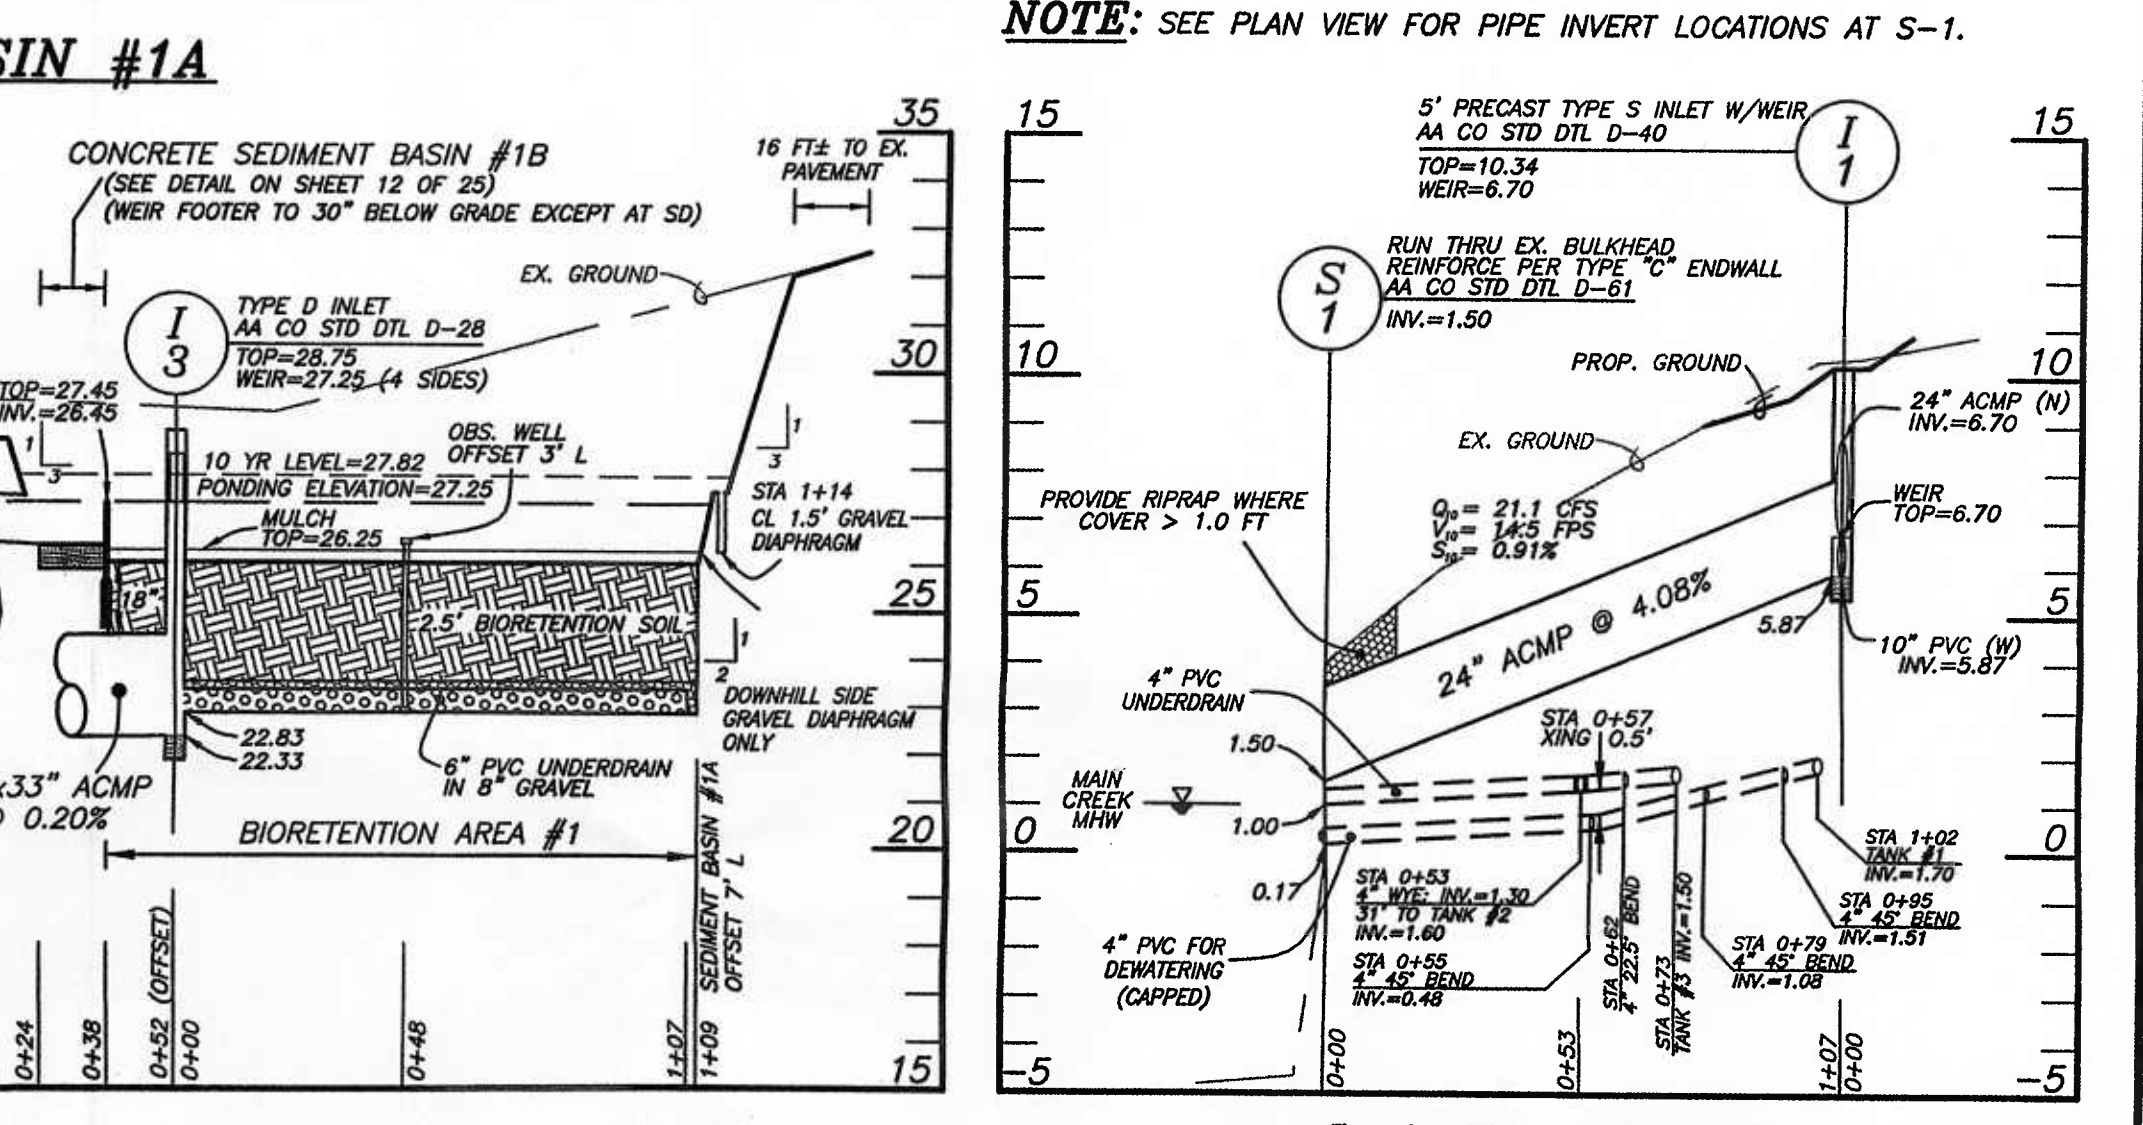 SIN #1A
CONCRETE SEDIMENT BASIN #1B
(SEE DETAIL ON SHEET 12 OF 25)
(WEIR FOOTER TO 30" BELOW GRADE EXCEPT AT SD)
16 FT± TO EX.
PAVEMENT
35
30
25
20
15
EX. GROUND
I
3
TYPE D INLET
AA CO STD DTL D-28
TOP=28.75
WEIR=27.25 (4 SIDES)
TOP=27.45
INV.=26.45
1
3
OBS. WELL
OFFSET 3' L
10 YR LEVEL=27.82
PONDING ELEVATION=27.25
MULCH
TOP=26.25
1
3
STA 1+14
CL 1.5' GRAVEL
DIAPHRAGM
18"
2.5' BIORETENTION SOIL
1
2
DOWNHILL SIDE
GRAVEL DIAPHRAGM
ONLY
22.83
22.33
6" PVC UNDERDRAIN
IN 8" GRAVEL
x33" ACMP
0.20%
BIORETENTION AREA #1
SEDIMENT BASIN #1A
OFFSET 7' L
0+24
0+38
0+52 (OFFSET)
0+00
0+48
1+07
1+09
NOTE: SEE PLAN VIEW FOR PIPE INVERT LOCATIONS AT S-1.
15
10
5
0
-5
5' PRECAST TYPE S INLET W/WEIR
AA CO STD DTL D-40
TOP=10.34
WEIR=6.70
I
1
15
10
5
0
-5
S
1
RUN THRU EX. BULKHEAD
REINFORCE PER TYPE "C" ENDWALL
AA CO STD DTL D-61
INV.=1.50
PROP. GROUND
EX. GROUND
24" ACMP (N)
INV.=6.70
WEIR
TOP=6.70
PROVIDE RIPRAP WHERE
COVER > 1.0 FT
Q10= 21.1 CFS
V10= 14.5 FPS
S10= 0.91%
24" ACMP @ 4.08%
5.87
10" PVC (W)
INV.=5.87
4" PVC
UNDERDRAIN
STA 0+57
XING 0.5'
1.50
MAIN
CREEK
MHW
1.00
0.17
4" PVC FOR
DEWATERING
(CAPPED)
STA 0+53
4" WYE: INV.=1.30
31' TO TANK #2
INV.=1.60
STA 0+55
4" 45° BEND
INV.=0.48
STA 0+62
4" 22.5° BEND
STA 0+73
TANK #3 INV.=1.50
STA 0+79
4" 45° BEND
INV.=1.08
STA 0+95
4" 45° BEND
INV.=1.51
STA 1+02
TANK #1
INV.=1.70
0+00
0+53
1+07
0+00